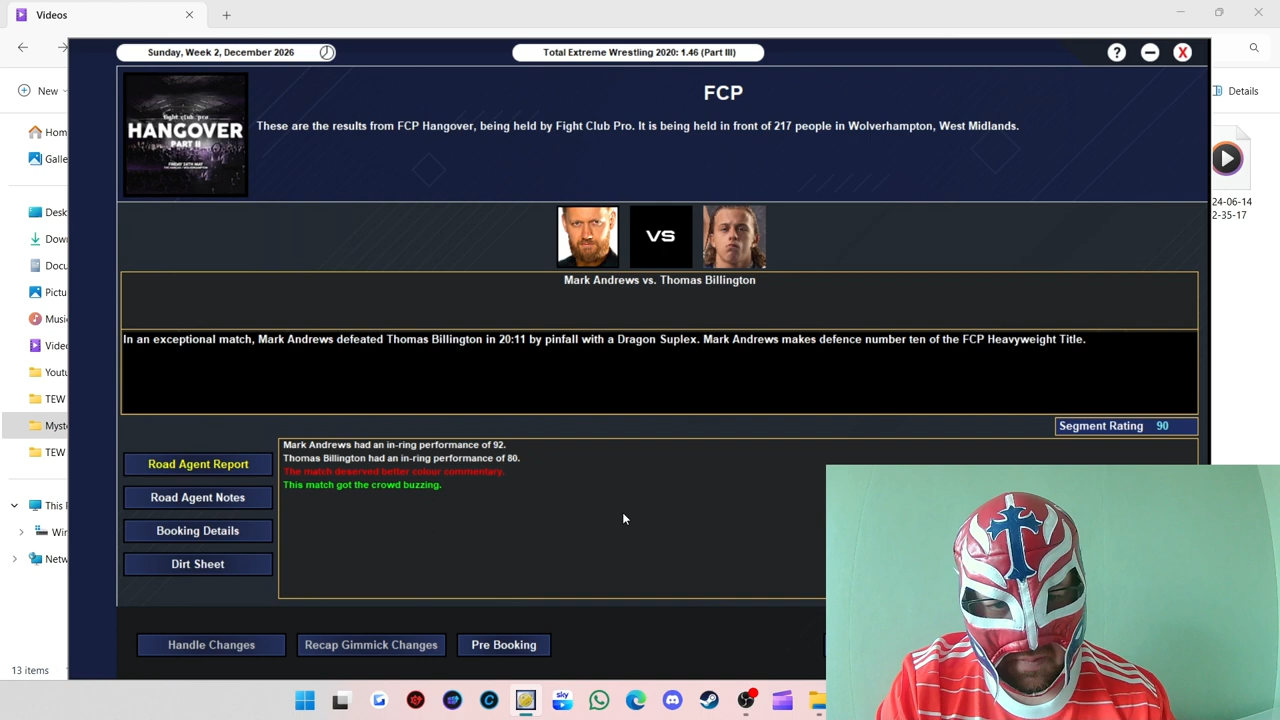 Videos
Sunday, Week 2, December 2026
Total Extreme Wrestling 2020: 1.46 (Part III)
?
X
New
Details
fight club pro
HANGOVER
PART II
FCP
These are the results from FCP Hangover, being held by Fight Club Pro. It is being held in front of 217 people in Wolverhampton, West Midlands.
Hom
Galle
24-06-14
2-35-17
VS
Desk
Dow
Docu
Pictu
Musi
Video
Youtu
TEW
Myst
TEW
This
Wir
Netw
Mark Andrews vs. Thomas Billington
In an exceptional match, Mark Andrews defeated Thomas Billington in 20:11 by pinfall with a Dragon Suplex. Mark Andrews makes defence number ten of the FCP Heavyweight Title.
Segment Rating 90
Road Agent Report
Road Agent Notes
Booking Details
Dirt Sheet
Mark Andrews had an in-ring performance of 92.
Thomas Billington had an in-ring performance of 80.
The match deserved better colour commentary.
This match got the crowd buzzing.
Handle Changes
Recap Gimmick Changes
Pre Booking
13 items
sky